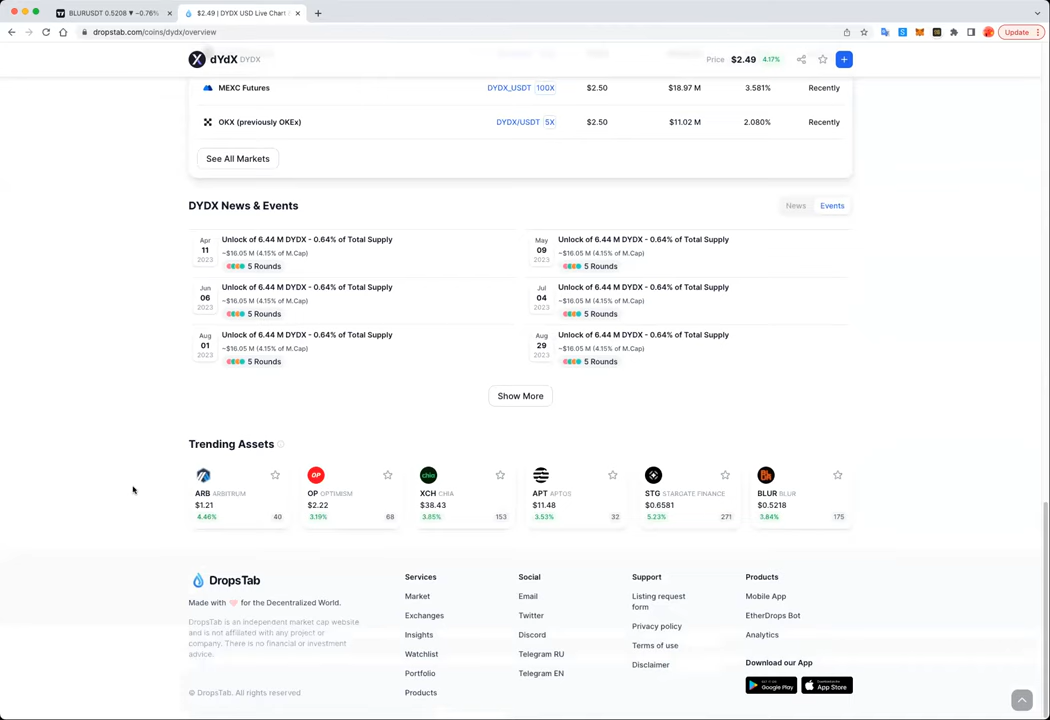 BLURUSDT 0.5208 ▼ −0.76%
$2.49 | DYDX USD Live Chart
dropstab.com/coins/dydx/overview
Update
dYdX DYDX
Price $2.49 4.17%
MEXC Futures DYDX_USDT 100X $2.50 $18.97 M 3.581% Recently
OKX (previously OKEx) DYDX/USDT 5X $2.50 $11.02 M 2.080% Recently
See All Markets
DYDX News & Events
News Events
Apr 11 2023
Unlock of 6.44 M DYDX - 0.64% of Total Supply
~$16.05 M (4.15% of M.Cap)
5 Rounds
May 09 2023
Unlock of 6.44 M DYDX - 0.64% of Total Supply
~$16.05 M (4.15% of M.Cap)
5 Rounds
Jun 06 2023
Unlock of 6.44 M DYDX - 0.64% of Total Supply
~$16.05 M (4.15% of M.Cap)
5 Rounds
Jul 04 2023
Unlock of 6.44 M DYDX - 0.64% of Total Supply
~$16.05 M (4.15% of M.Cap)
5 Rounds
Aug 01 2023
Unlock of 6.44 M DYDX - 0.64% of Total Supply
~$16.05 M (4.15% of M.Cap)
5 Rounds
Aug 29 2023
Unlock of 6.44 M DYDX - 0.64% of Total Supply
~$16.05 M (4.15% of M.Cap)
5 Rounds
Show More
Trending Assets
ARB ARBITRUM
$1.21
4.46% 40
OP
OP OPTIMISM
$2.22
3.19% 68
chia
XCH CHIA
$38.43
3.85% 153
APT APTOS
$11.48
3.53% 32
STG STARGATE FINANCE
$0.6581
5.23% 271
BLUR BLUR
$0.5218
3.84% 175
DropsTab
Made with for the Decentralized World.
DropsTab is an independent market cap website
and is not affiliated with any project or
company. There is no financial or investment
advice.
© DropsTab. All rights reserved
Services
Market
Exchanges
Insights
Watchlist
Portfolio
Products
Social
Email
Twitter
Discord
Telegram RU
Telegram EN
Support
Listing request
form
Privacy policy
Terms of use
Disclaimer
Products
Mobile App
EtherDrops Bot
Analytics
Download our App
Google Play
App Store